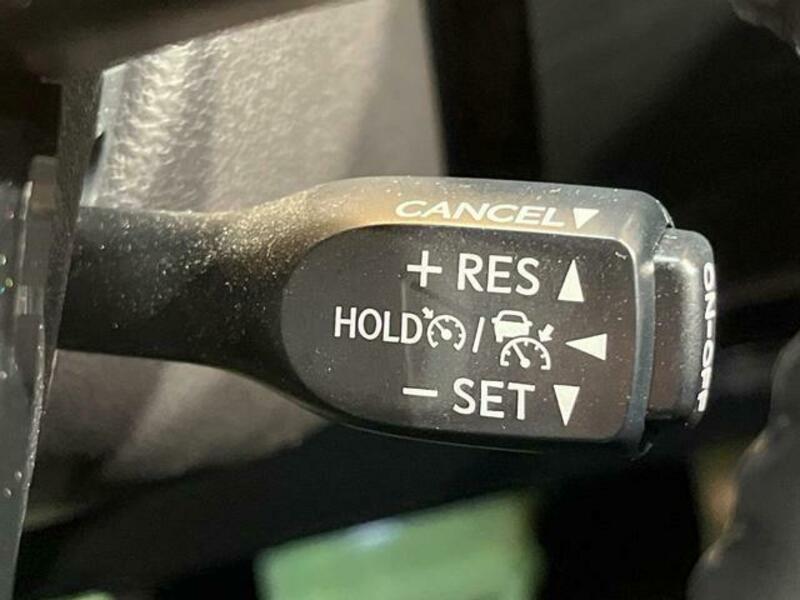 CANCEL▼
+ RES ▲
HOLD / ◀
− SET ▼
ON-OFF